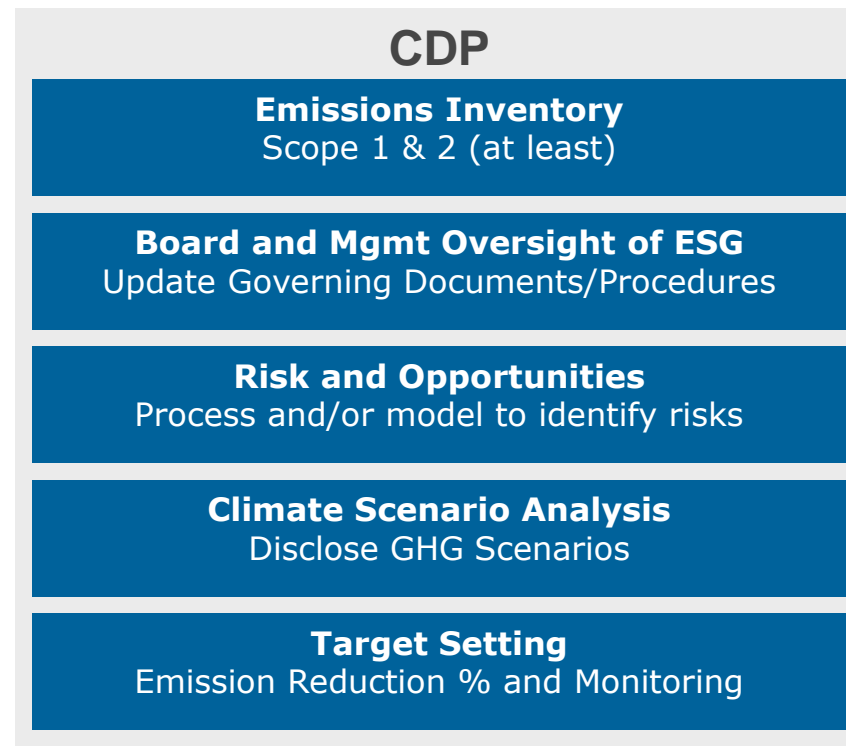 CDP
Emissions Inventory
Scope 1 & 2 (at least)
Board and Mgmt Oversight of ESG
Update Governing Documents/Procedures
Risk and Opportunities
Process and/or model to identify risks
Climate Scenario Analysis
Disclose GHG Scenarios
Target Setting
Emission Reduction % and Monitoring